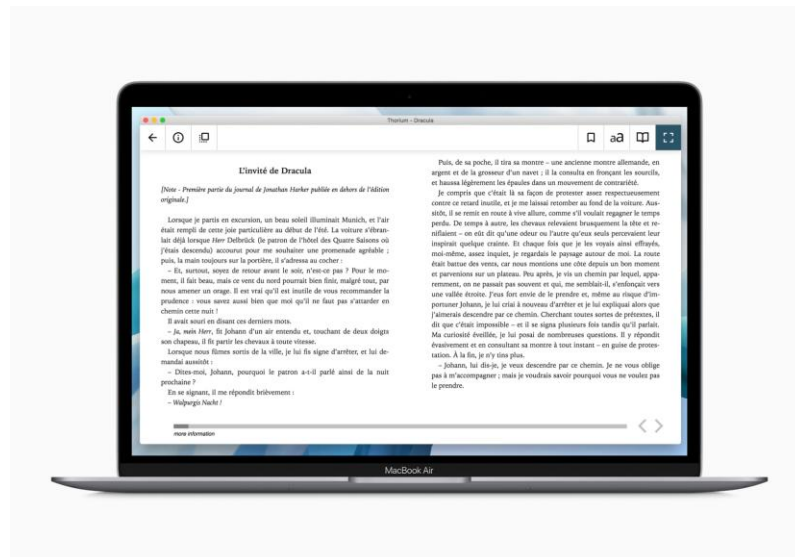 Thorium - Dracula
aa
L'invité de Dracula
[Note - Première partie du journal de Jonathan Harker publiée en dehors de l'édition
originale.]
Lorsque je partis en excursion, un beau soleil illuminait Munich, et l'air
était rempli de cette joie particulière au début de l'été. La voiture s'ébran-
lait déjà lorsque Herr Delbrück (le patron de l'hôtel des Quatre Saisons où
j'étais descendu) accourut pour me souhaiter une promenade agréable ;
puis, la main toujours sur la portière, il s'adressa au cocher :
– Et, surtout, soyez de retour avant le soir, n'est-ce pas ? Pour le mo-
ment, il fait beau, mais ce vent du nord pourrait bien finir, malgré tout, par
nous amener un orage. Il est vrai qu'il est inutile de vous recommander la
prudence : vous savez aussi bien que moi qu'il ne faut pas s'attarder en
chemin cette nuit !
Il avait souri en disant ces derniers mots.
– Ja, mein Herr, fit Johann d'un air entendu et, touchant de deux doigts
son chapeau, il fit partir les chevaux à toute vitesse.
Lorsque nous fûmes sortis de la ville, je lui fis signe d'arrêter, et lui de-
mandai aussitôt :
– Dites-moi, Johann, pourquoi le patron a-t-il parlé ainsi de la nuit
prochaine ?
En se signant, il me répondit brièvement :
– Walpurgis Nacht !
Puis, de sa poche, il tira sa montre – une ancienne montre allemande, en
argent et de la grosseur d'un navet ; il la consulta en fronçant les sourcils,
et haussa légèrement les épaules dans un mouvement de contrariété.
Je compris que c'était là sa façon de protester assez respectueusement
contre ce retard inutile, et je me laissai retomber au fond de la voiture. Aus-
sitôt, il se remit en route à vive allure, comme s'il voulait regagner le temps
perdu. De temps à autre, les chevaux relevaient brusquement la tête et re-
niflaient – on eût dit qu'une odeur ou l'autre qu'eux seuls percevaient leur
inspirait quelque crainte. Et chaque fois que je les voyais ainsi effrayés,
moi-même, assez inquiet, je regardais le paysage autour de moi. La route
était battue des vents, car nous montions une côte depuis un bon moment
et parvenions sur un plateau. Peu après, je vis un chemin par lequel, appa-
remment, on ne passait pas souvent et qui, me semblait-il, s'enfonçait vers
une vallée étroite. J'eus fort envie de le prendre et, même au risque d'im-
portuner Johann, je lui criai à nouveau d'arrêter et je lui expliquai alors que
j'aimerais descendre par ce chemin. Cherchant toutes sortes de prétextes, il
dit que c'était impossible – et il se signa plusieurs fois tandis qu'il parlait.
Ma curiosité éveillée, je lui posai de nombreuses questions. Il y répondit
évasivement et en consultant sa montre à tout instant – en guise de protes-
tation. À la fin, je n'y tins plus.
– Johann, lui dis-je, je veux descendre par ce chemin. Je ne vous oblige
pas à m'accompagner ; mais je voudrais savoir pourquoi vous ne voulez pas
le prendre.
more information
MacBook Air